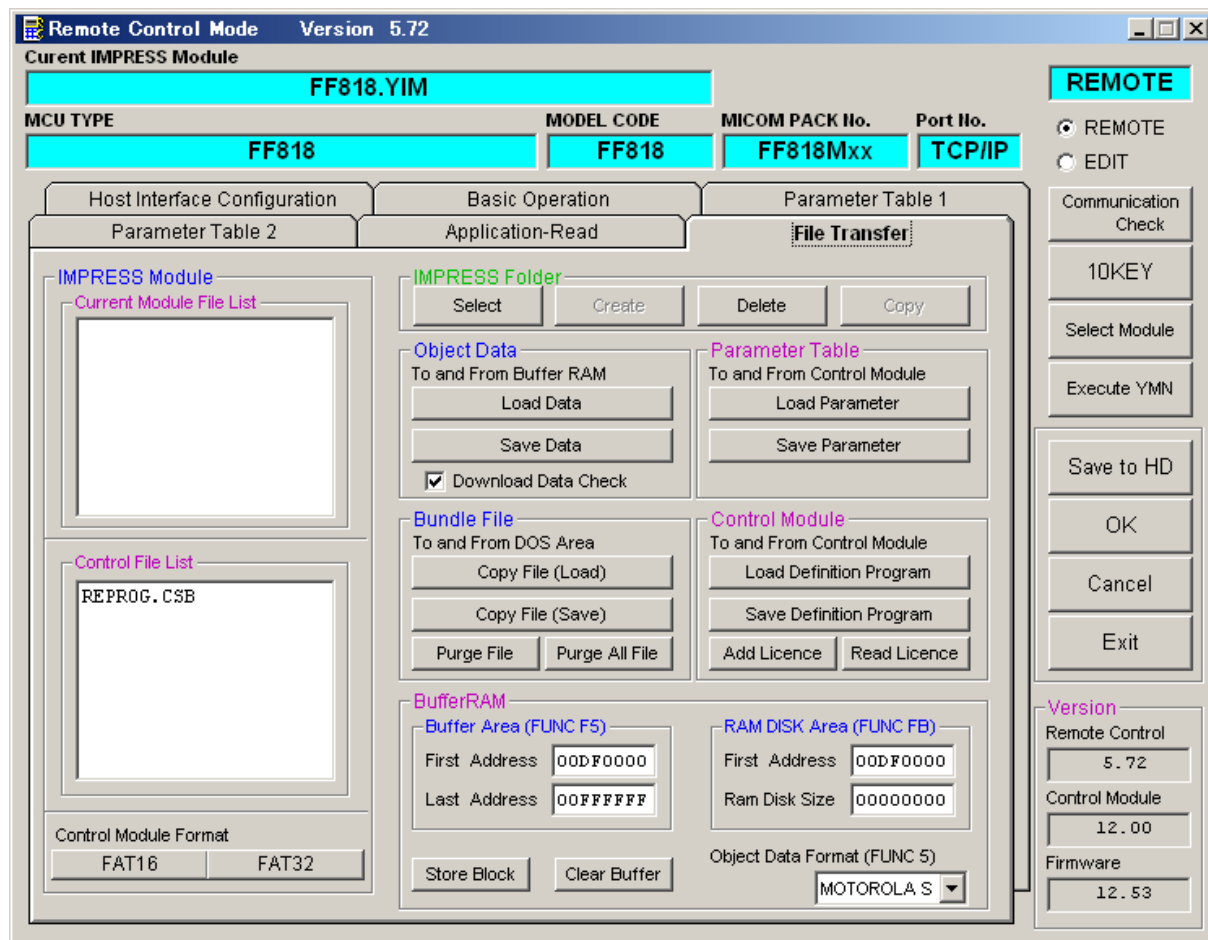 Remote Control Mode Version 5.72
Curent IMPRESS Module
FF818.YIM
MCU TYPE MODEL CODE MICOM PACK No. Port No.
FF818 FF818 FF818Mxx TCP/IP
REMOTE
REMOTE
EDIT
Host Interface Configuration Basic Operation Parameter Table 1
Parameter Table 2 Application-Read File Transfer
IMPRESS Module
Current Module File List
Control File List
REPROG.CSB
Control Module Format
FAT16 FAT32
IMPRESS Folder
Select Create Delete Copy
Object Data
To and From Buffer RAM
Load Data
Save Data
Download Data Check
Parameter Table
To and From Control Module
Load Parameter
Save Parameter
Bundle File
To and From DOS Area
Copy File (Load)
Copy File (Save)
Purge File Purge All File
Control Module
To and From Control Module
Load Definition Program
Save Definition Program
Add Licence Read Licence
BufferRAM
Buffer Area (FUNC F5)
First Address 00DF0000
Last Address 00FFFFFF
RAM DISK Area (FUNC FB)
First Address 00DF0000
Ram Disk Size 00000000
Store Block Clear Buffer
Object Data Format (FUNC 5)
MOTOROLA S
Communication
Check
10KEY
Select Module
Execute YMN
Save to HD
OK
Cancel
Exit
Version
Remote Control
5.72
Control Module
12.00
Firmware
12.53